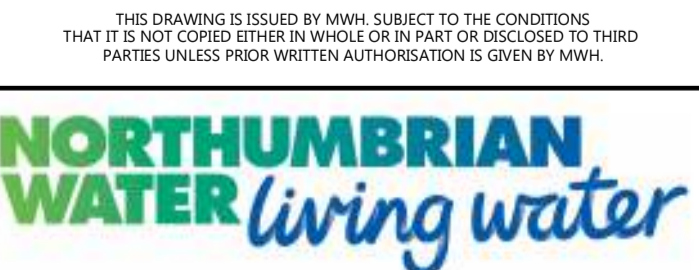 THIS DRAWING IS ISSUED BY MWH. SUBJECT TO THE CONDITIONS
THAT IT IS NOT COPIED EITHER IN WHOLE OR IN PART OR DISCLOSED TO THIRD
PARTIES UNLESS PRIOR WRITTEN AUTHORISATION IS GIVEN BY MWH.
NORTHUMBRIAN
WATER living water